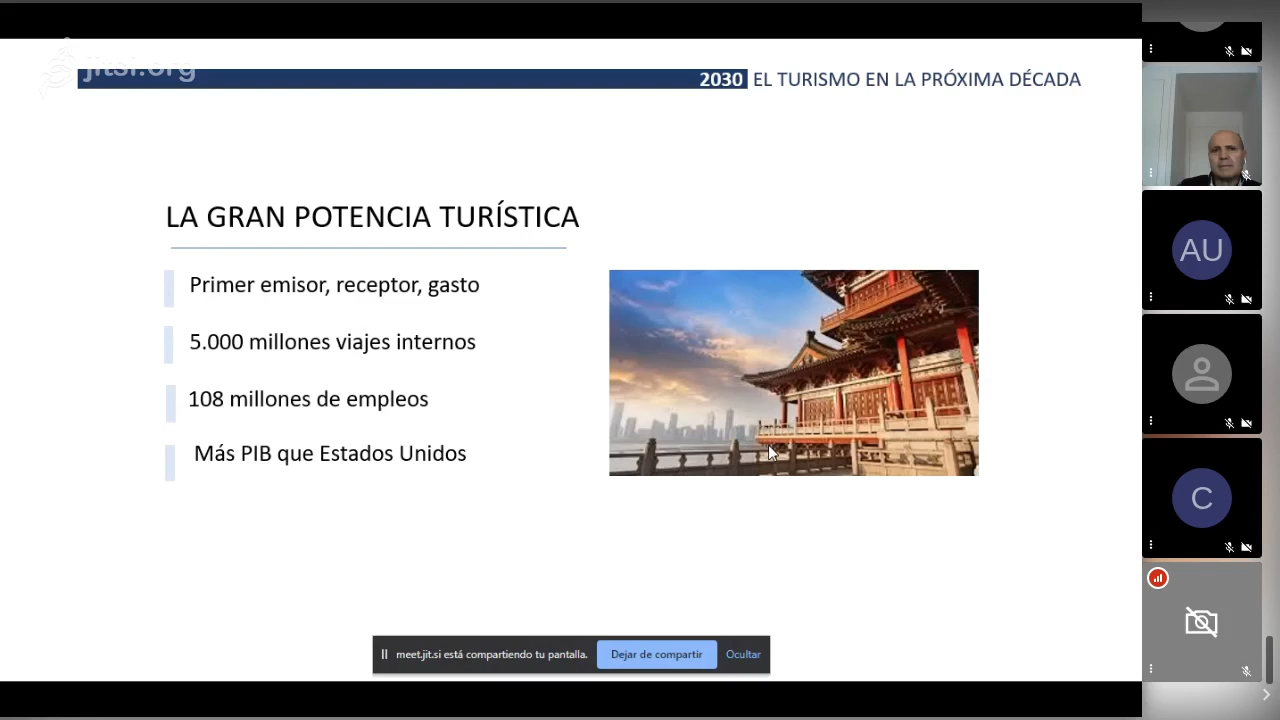 jitsi.org
2030 EL TURISMO EN LA PRÓXIMA DÉCADA
LA GRAN POTENCIA TURÍSTICA
Primer emisor, receptor, gasto
5.000 millones viajes internos
108 millones de empleos
Más PIB que Estados Unidos
AU
C
meet.jit.si está compartiendo tu pantalla.
Dejar de compartir
Ocultar